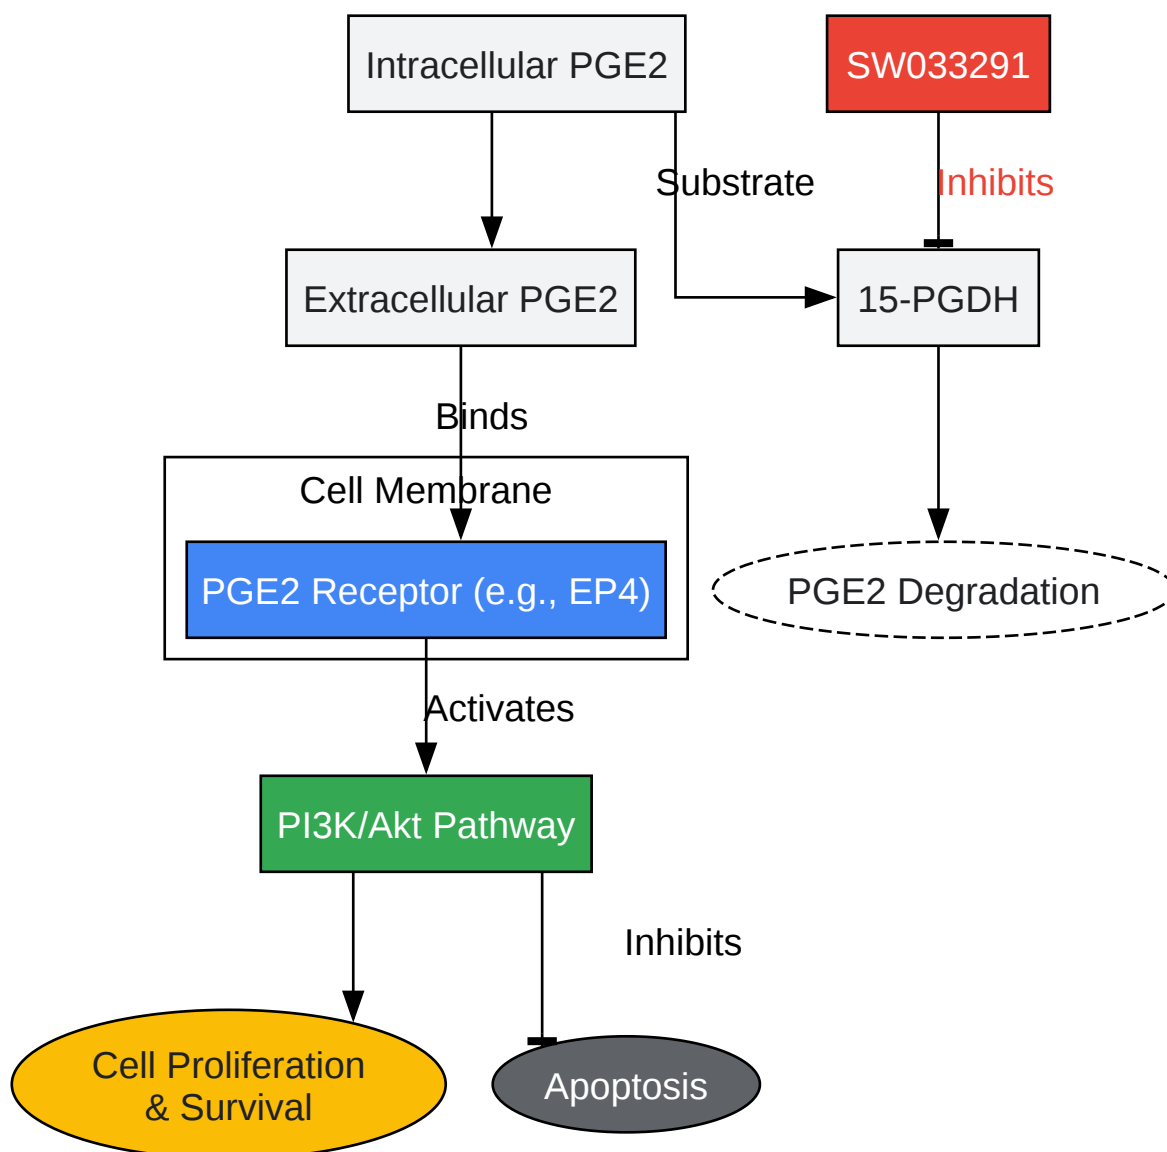 Intracellular PGE2
SW033291
Substrate
Inhibits
Extracellular PGE2
15-PGDH
Binds
Cell Membrane
PGE2 Receptor (e.g., EP4)
PGE2 Degradation
Activates
PI3K/Akt Pathway
Inhibits
Cell Proliferation
& Survival
Apoptosis